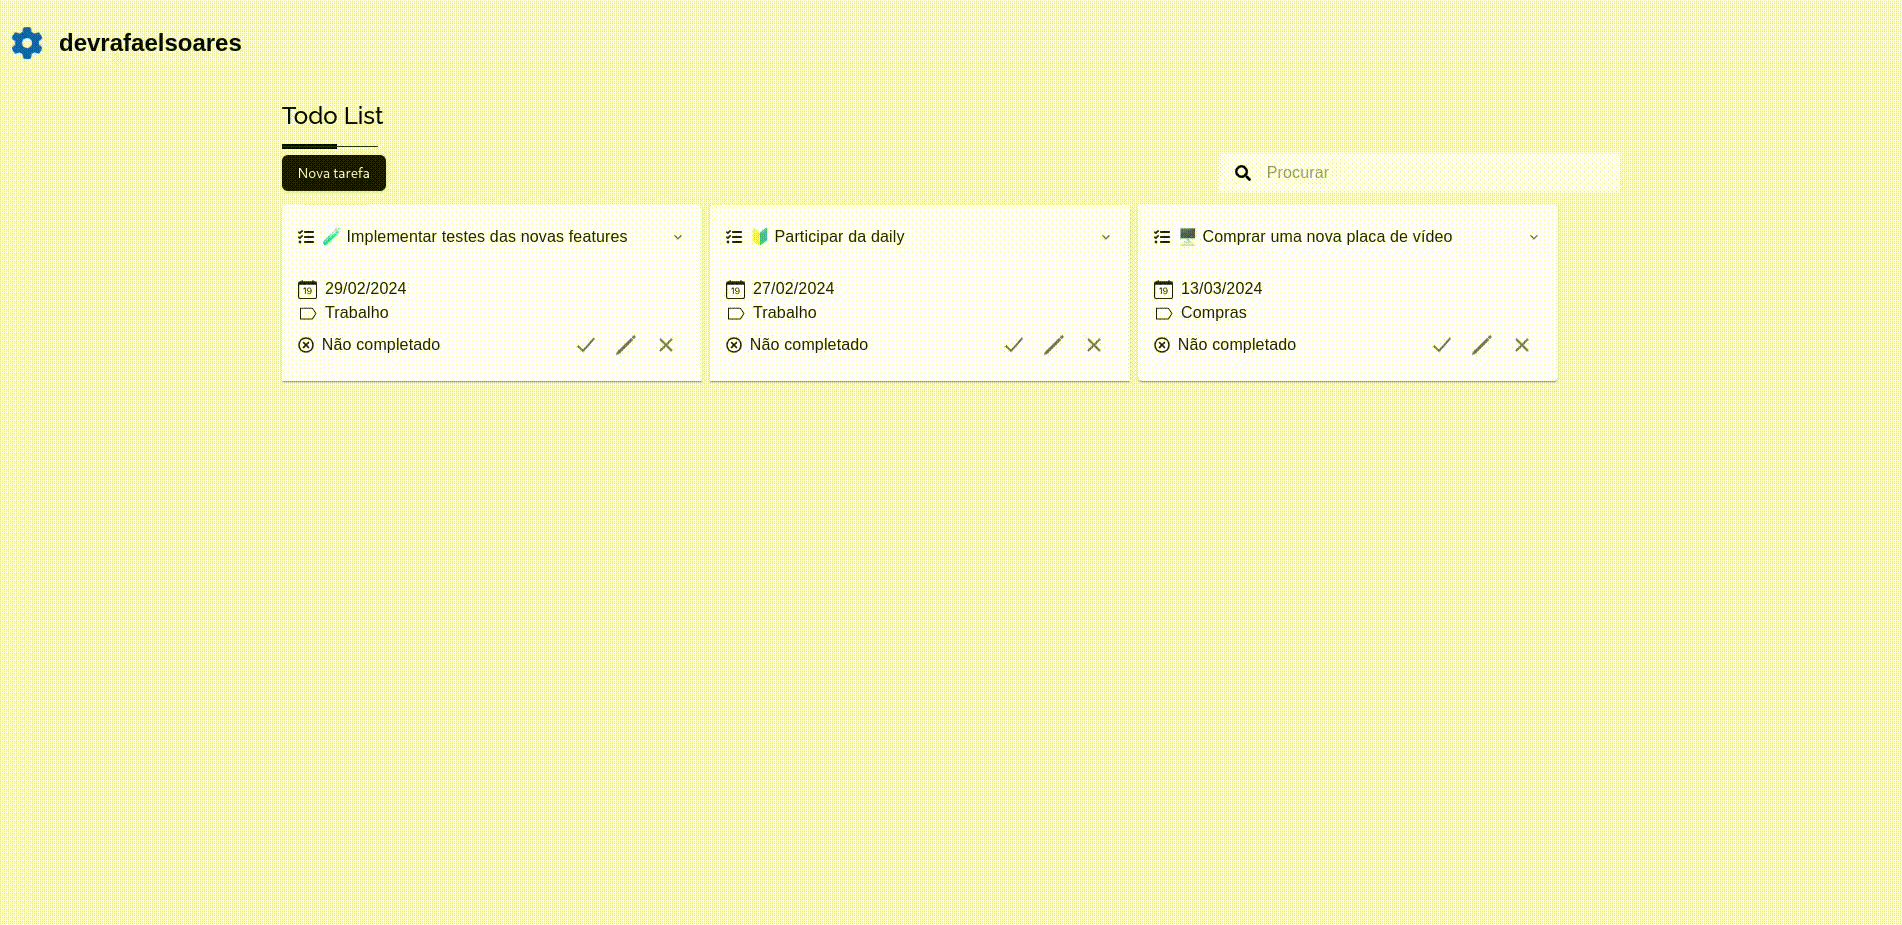 devrafaelsoares
Todo List
Nova tarefa
Procurar
Implementar testes das novas features
29/02/2024
Trabalho
Não completado
Participar da daily
27/02/2024
Trabalho
Não completado
Comprar uma nova placa de vídeo
13/03/2024
Compras
Não completado